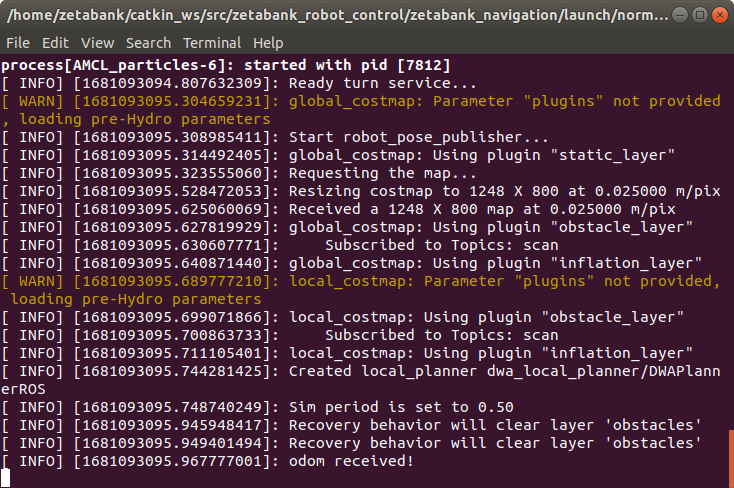 /home/zetabank/catkin_ws/src/zetabank_robot_control/zetabank_navigation/launch/norm...
File Edit View Search Terminal Help
process[AMCL_particles-6]: started with pid [7812]
[ INFO] [1681093094.807632309]: Ready turn service...
[ WARN] [1681093095.304659231]: global_costmap: Parameter "plugins" not provided
, loading pre-Hydro parameters
[ INFO] [1681093095.308985411]: Start robot_pose_publisher...
[ INFO] [1681093095.314492405]: global_costmap: Using plugin "static_layer"
[ INFO] [1681093095.323555060]: Requesting the map...
[ INFO] [1681093095.528472053]: Resizing costmap to 1248 X 800 at 0.025000 m/pix
[ INFO] [1681093095.625060069]: Received a 1248 X 800 map at 0.025000 m/pix
[ INFO] [1681093095.627819929]: global_costmap: Using plugin "obstacle_layer"
[ INFO] [1681093095.630607771]:     Subscribed to Topics: scan
[ INFO] [1681093095.640871440]: global_costmap: Using plugin "inflation_layer"
[ WARN] [1681093095.689777210]: local_costmap: Parameter "plugins" not provided,
 loading pre-Hydro parameters
[ INFO] [1681093095.699071866]: local_costmap: Using plugin "obstacle_layer"
[ INFO] [1681093095.700863733]:     Subscribed to Topics: scan
[ INFO] [1681093095.711105401]: local_costmap: Using plugin "inflation_layer"
[ INFO] [1681093095.744281425]: Created local_planner dwa_local_planner/DWAPlann
erROS
[ INFO] [1681093095.748740249]: Sim period is set to 0.50
[ INFO] [1681093095.945948417]: Recovery behavior will clear layer 'obstacles'
[ INFO] [1681093095.949401494]: Recovery behavior will clear layer 'obstacles'
[ INFO] [1681093095.967777001]: odom received!